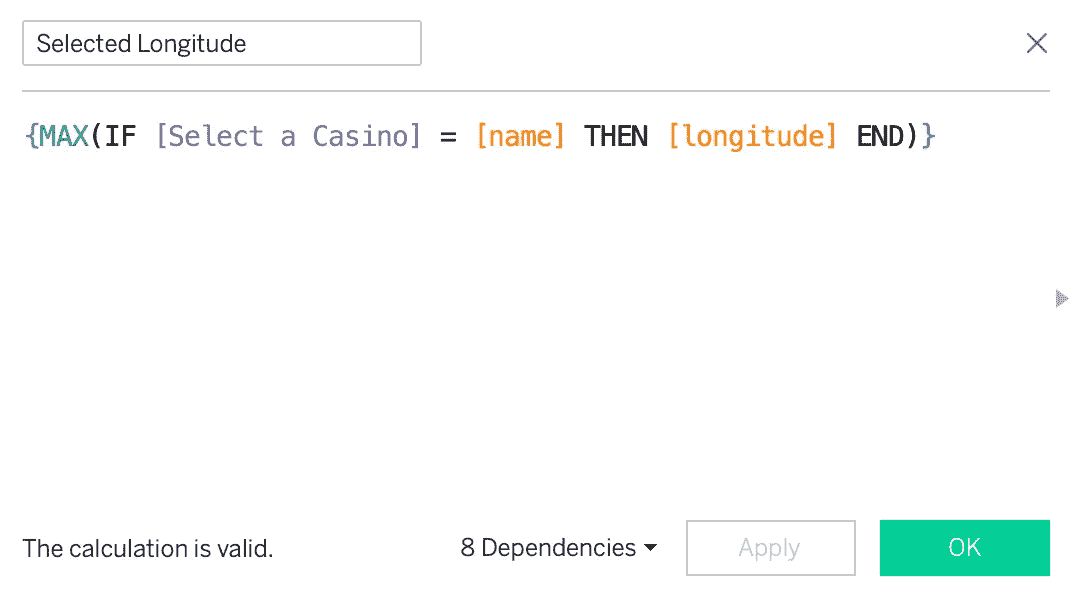 Selected Longitude
{MAX(IF [Select a Casino] = [name] THEN [longitude] END)}
The calculation is valid.
8 Dependencies
Apply
OK